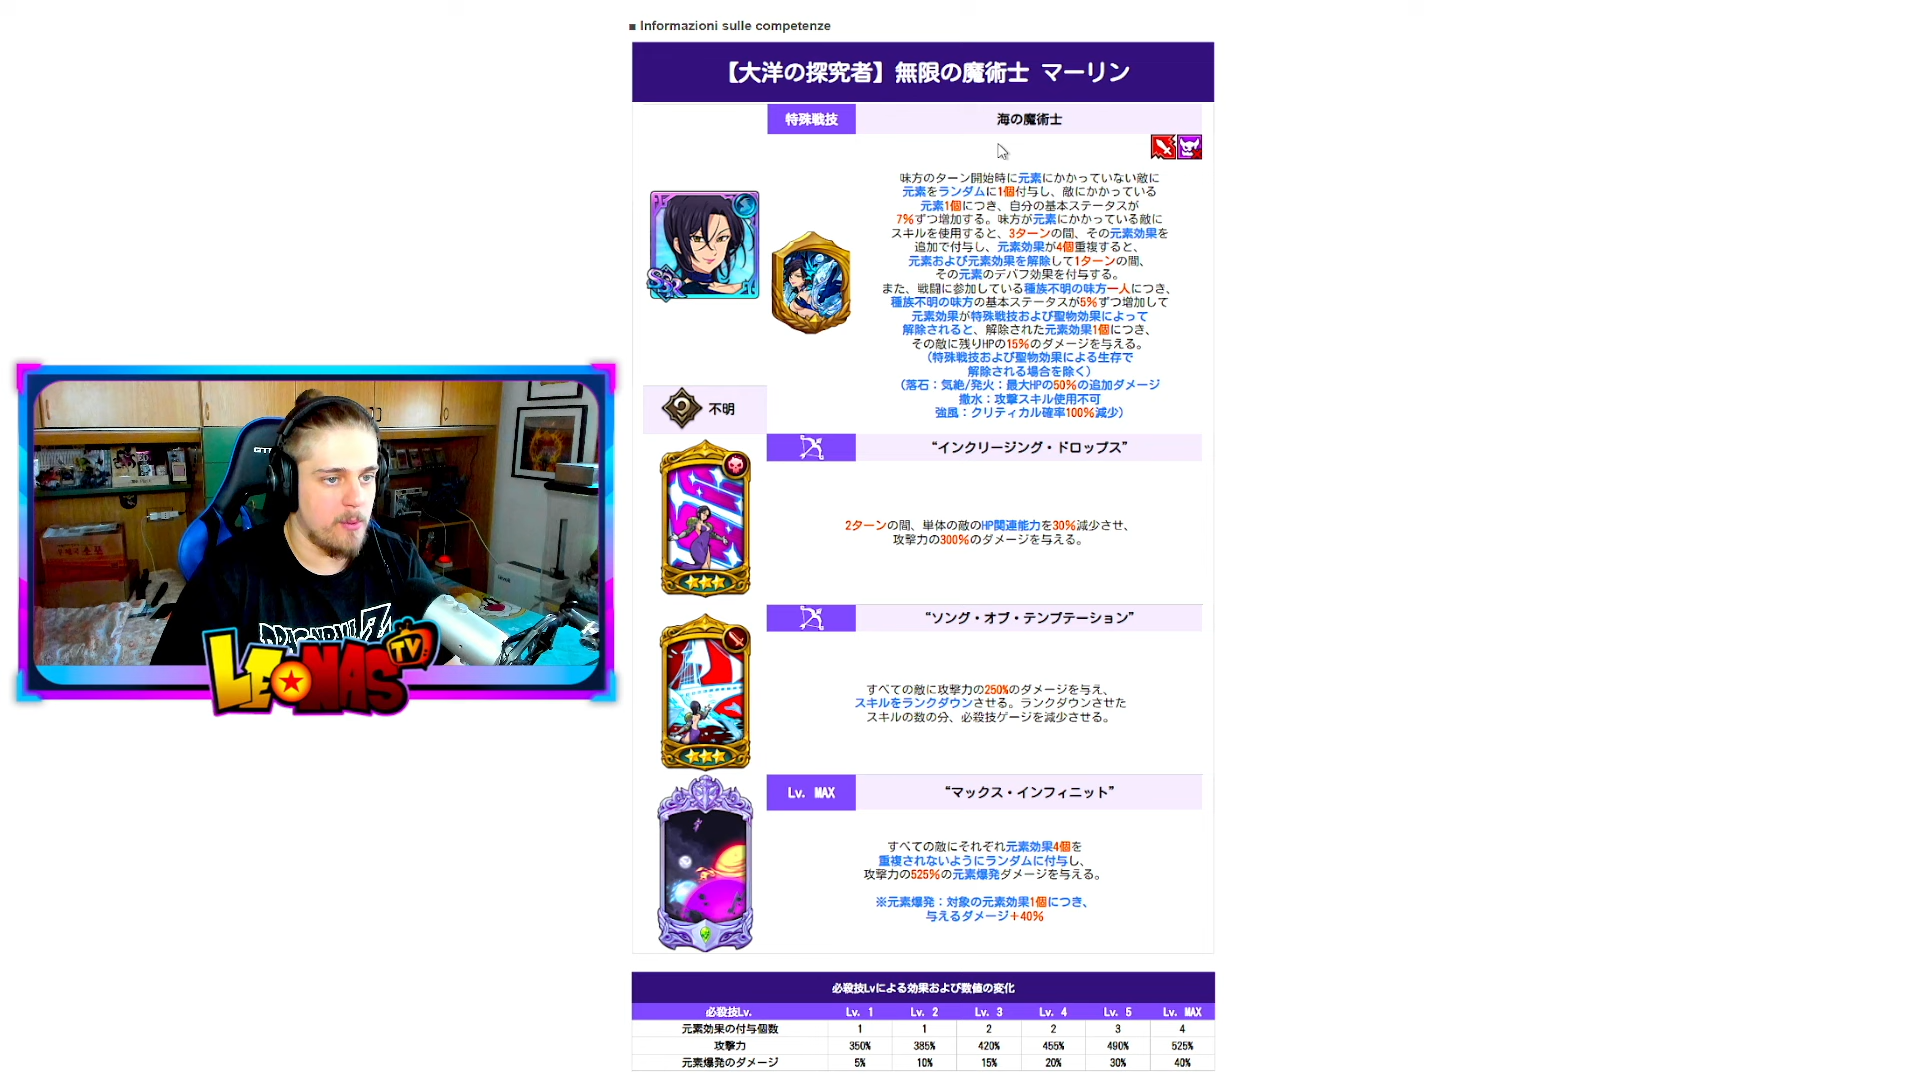 ■ Informazioni sulle competenze
【大洋の探究者】無限の魔術士 マーリン
特殊戦技
海の魔術士
味方のターン開始時に元素にかかっていない敵に
元素をランダムに1個付与し、敵にかかっている
元素1個につき、自分の基本ステータスが
7%ずつ増加する。味方が元素にかかっている敵に
スキルを使用すると、3ターンの間、その元素効果を
追加で付与し、元素効果が4個重複すると、
元素および元素効果を解除して1ターンの間、
その元素のデバフ効果を付与する。
また、戦闘に参加している種族不明の味方一人につき、
種族不明の味方の基本ステータスが5%ずつ増加して
元素効果が特殊戦技および聖物効果によって
解除されると、解除された元素効果1個につき、
その敵に残りHPの15%のダメージを与える。
(特殊戦技および聖物効果による生存で
解除される場合を除く)
(落石：気絶/発火：最大HPの50%の追加ダメージ
撒水：攻撃スキル使用不可
強風：クリティカル確率100%減少)
SSR
不明
“インクリージング・ドロップス”
2ターンの間、単体の敵のHP関連能力を30%減少させ、
攻撃力の300%のダメージを与える。
“ソング・オブ・テンプテーション”
すべての敵に攻撃力の250%のダメージを与え、
スキルをランクダウンさせる。ランクダウンさせた
スキルの数の分、必殺技ゲージを減少させる。
Lv. MAX
“マックス・インフィニット”
すべての敵にそれぞれ元素効果4個を
重複されないようにランダムに付与し、
攻撃力の525%の元素爆発ダメージを与える。
※元素爆発：対象の元素効果1個につき、
与えるダメージ+40%
必殺技Lvによる効果および数値の変化
必殺技Lv. Lv. 1 Lv. 2 Lv. 3 Lv. 4 Lv. 5 Lv. MAX
元素効果の付与個数 1 1 2 2 3 4
攻撃力 350% 385% 420% 455% 490% 525%
元素爆発のダメージ 5% 10% 15% 20% 30% 40%
DRAGONBALL Z
LEONAS TV